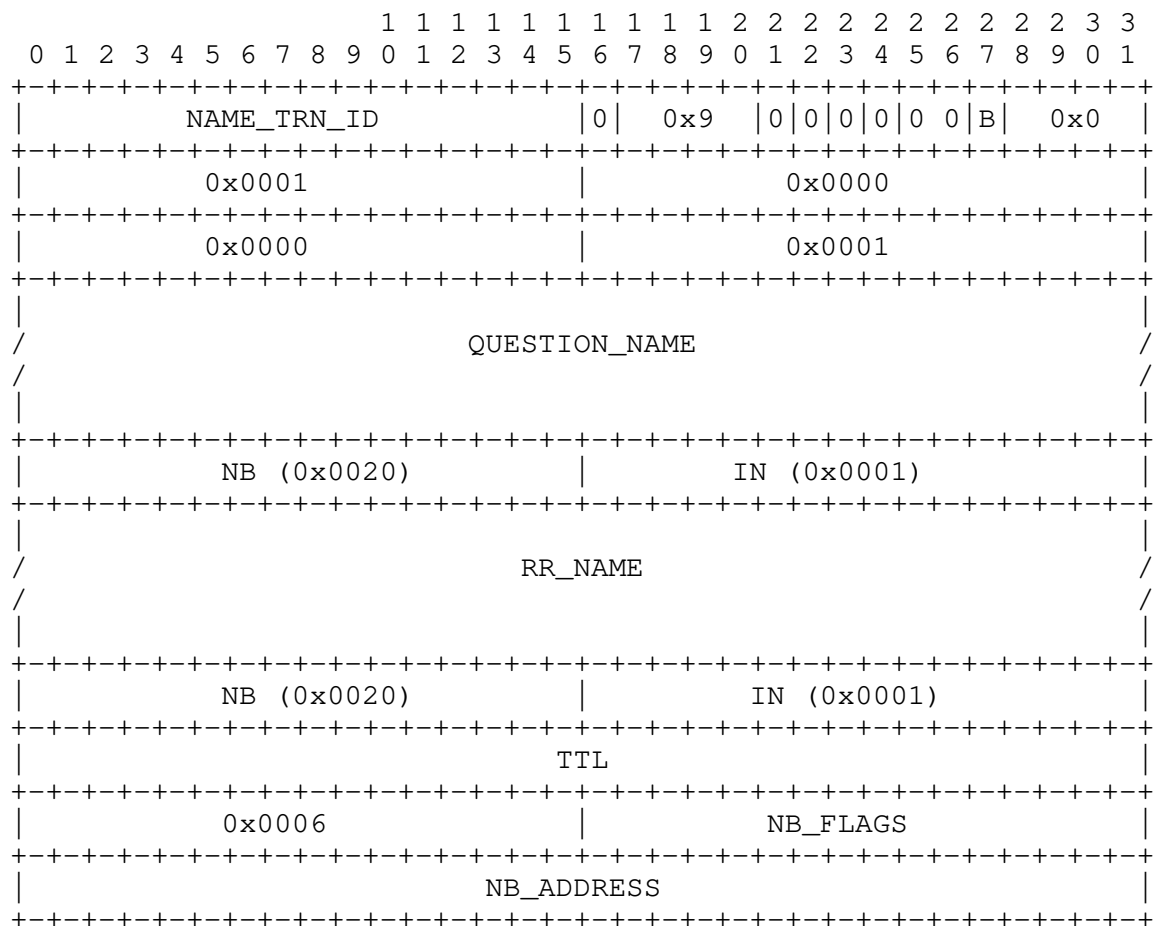 1 1 1 1 1 1 1 1 1 1 2 2 2 2 2 2 2 2 2 2 3 3
 0 1 2 3 4 5 6 7 8 9 0 1 2 3 4 5 6 7 8 9 0 1 2 3 4 5 6 7 8 9 0 1
+-+-+-+-+-+-+-+-+-+-+-+-+-+-+-+-+-+-+-+-+-+-+-+-+-+-+-+-+-+-+-+-+
|         NAME_TRN_ID           |0|  0x9  |0|0|0|0|0 0|B|  0x0  |
+-+-+-+-+-+-+-+-+-+-+-+-+-+-+-+-+-+-+-+-+-+-+-+-+-+-+-+-+-+-+-+-+
|          0x0001               |           0x0000              |
+-+-+-+-+-+-+-+-+-+-+-+-+-+-+-+-+-+-+-+-+-+-+-+-+-+-+-+-+-+-+-+-+
|          0x0000               |           0x0001              |
+-+-+-+-+-+-+-+-+-+-+-+-+-+-+-+-+-+-+-+-+-+-+-+-+-+-+-+-+-+-+-+-+
|                                                               |
/                         QUESTION_NAME                         /
/                                                               /
|                                                               |
+-+-+-+-+-+-+-+-+-+-+-+-+-+-+-+-+-+-+-+-+-+-+-+-+-+-+-+-+-+-+-+-+
|           NB (0x0020)         |        IN (0x0001)            |
+-+-+-+-+-+-+-+-+-+-+-+-+-+-+-+-+-+-+-+-+-+-+-+-+-+-+-+-+-+-+-+-+
|                                                               |
/                            RR_NAME                            /
/                                                               /
|                                                               |
+-+-+-+-+-+-+-+-+-+-+-+-+-+-+-+-+-+-+-+-+-+-+-+-+-+-+-+-+-+-+-+-+
|           NB (0x0020)         |         IN (0x0001)           |
+-+-+-+-+-+-+-+-+-+-+-+-+-+-+-+-+-+-+-+-+-+-+-+-+-+-+-+-+-+-+-+-+
|                              TTL                              |
+-+-+-+-+-+-+-+-+-+-+-+-+-+-+-+-+-+-+-+-+-+-+-+-+-+-+-+-+-+-+-+-+
|           0x0006              |          NB_FLAGS             |
+-+-+-+-+-+-+-+-+-+-+-+-+-+-+-+-+-+-+-+-+-+-+-+-+-+-+-+-+-+-+-+-+
|                          NB_ADDRESS                           |
+-+-+-+-+-+-+-+-+-+-+-+-+-+-+-+-+-+-+-+-+-+-+-+-+-+-+-+-+-+-+-+-+